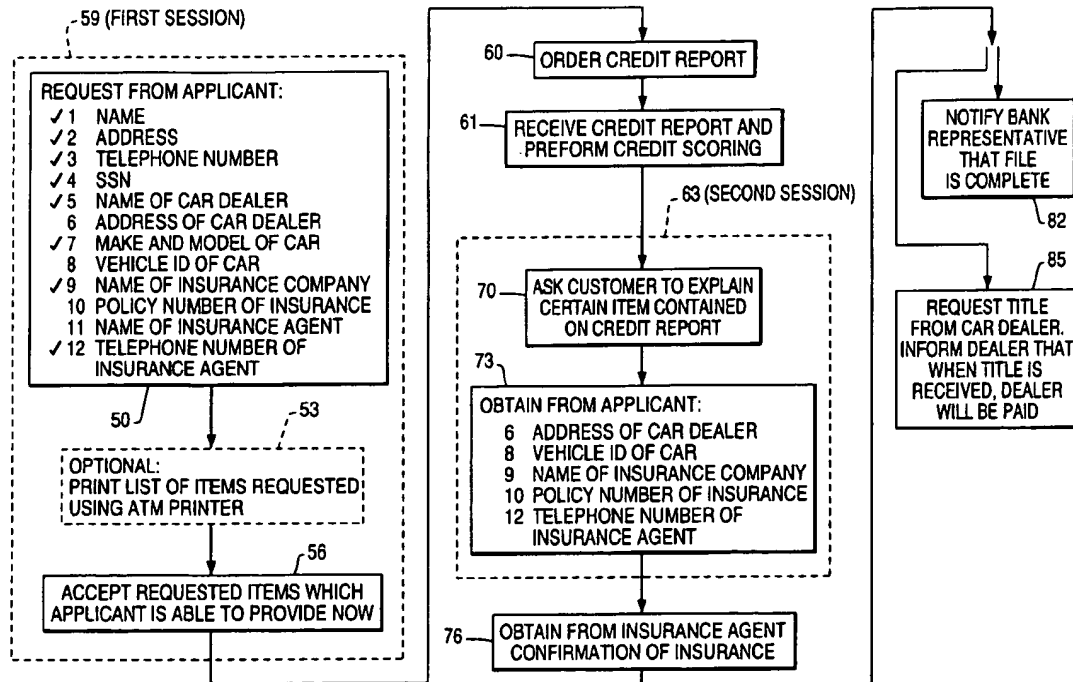 59 (FIRST SESSION)
REQUEST FROM APPLICANT:
✓ 1 NAME
✓ 2 ADDRESS
✓ 3 TELEPHONE NUMBER
✓ 4 SSN
✓ 5 NAME OF CAR DEALER
6 ADDRESS OF CAR DEALER
✓ 7 MAKE AND MODEL OF CAR
8 VEHICLE ID OF CAR
✓ 9 NAME OF INSURANCE COMPANY
10 POLICY NUMBER OF INSURANCE
11 NAME OF INSURANCE AGENT
✓ 12 TELEPHONE NUMBER OF
INSURANCE AGENT
50
53
OPTIONAL:
PRINT LIST OF ITEMS REQUESTED
USING ATM PRINTER
56
ACCEPT REQUESTED ITEMS WHICH
APPLICANT IS ABLE TO PROVIDE NOW
60
ORDER CREDIT REPORT
61
RECEIVE CREDIT REPORT AND
PREFORM CREDIT SCORING
63 (SECOND SESSION)
70
ASK CUSTOMER TO EXPLAIN
CERTAIN ITEM CONTAINED
ON CREDIT REPORT
73
OBTAIN FROM APPLICANT:
6 ADDRESS OF CAR DEALER
8 VEHICLE ID OF CAR
9 NAME OF INSURANCE COMPANY
10 POLICY NUMBER OF INSURANCE
12 TELEPHONE NUMBER OF
INSURANCE AGENT
76
OBTAIN FROM INSURANCE AGENT
CONFIRMATION OF INSURANCE
NOTIFY BANK
REPRESENTATIVE
THAT FILE
IS COMPLETE
82
85
REQUEST TITLE
FROM CAR DEALER.
INFORM DEALER THAT
WHEN TITLE IS
RECEIVED, DEALER
WILL BE PAID